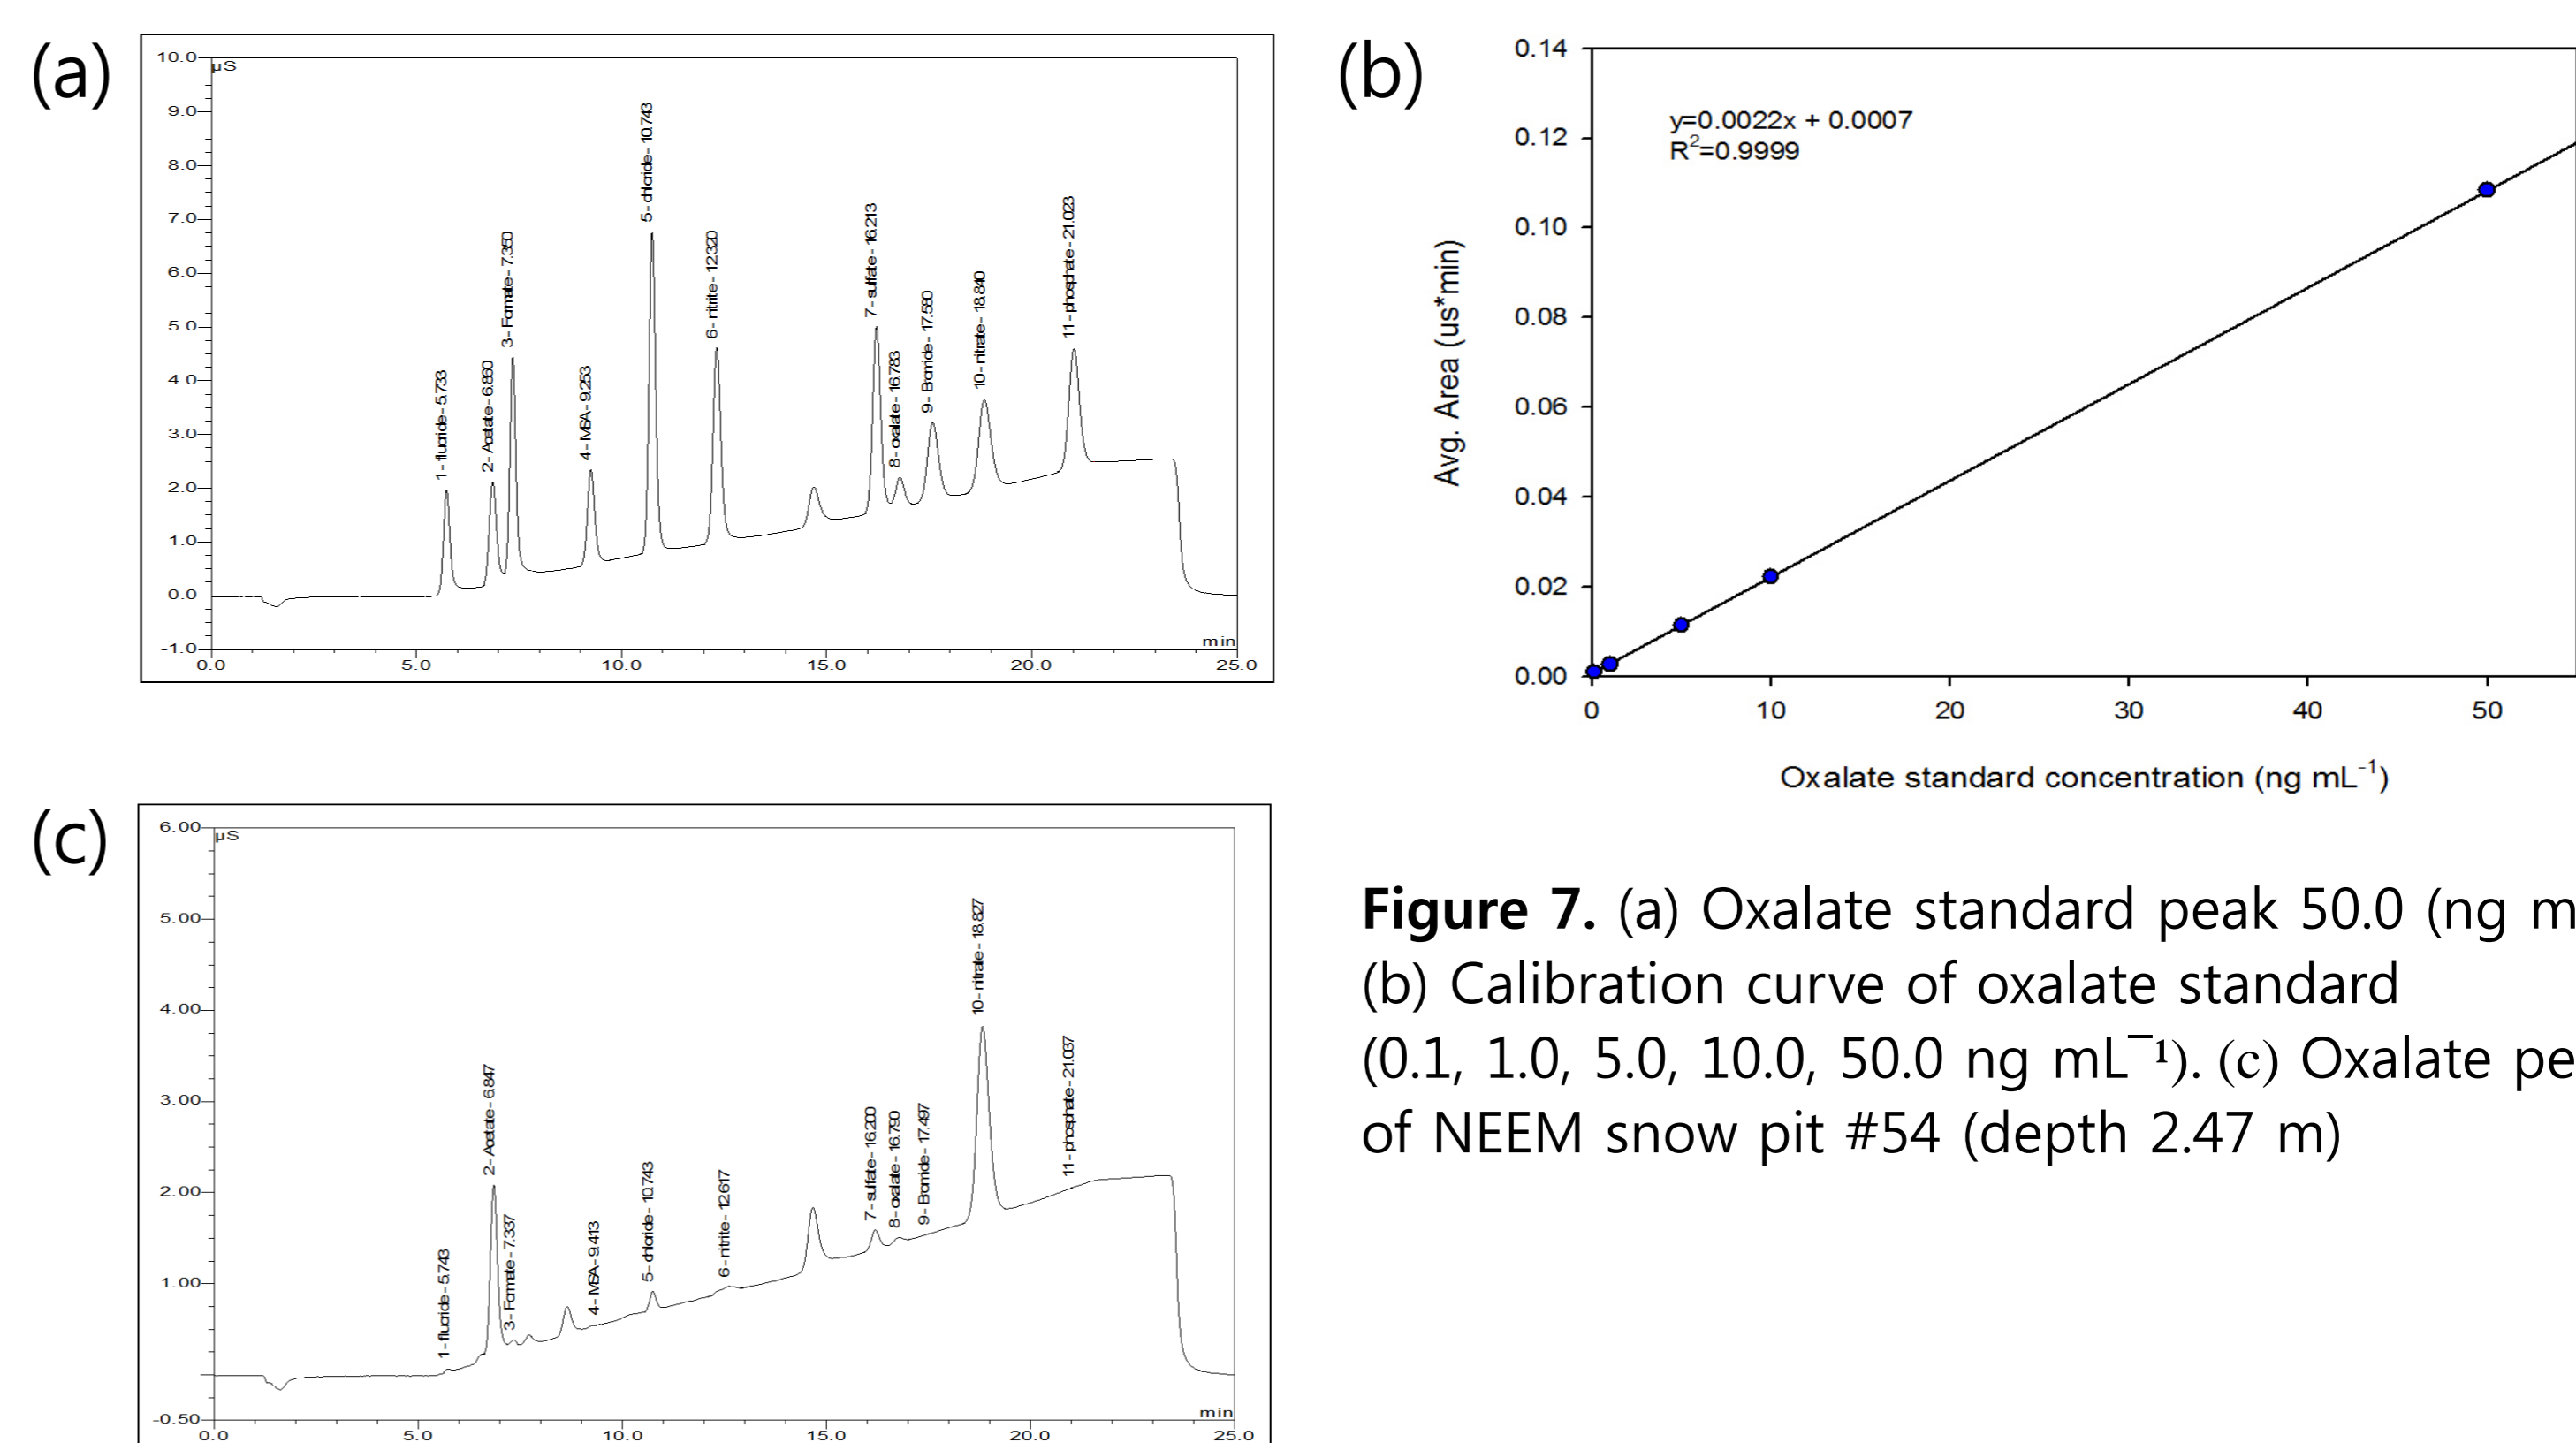 (a)
10.0
µS
9.0
8.0
7.0
6.0
5.0
4.0
3.0
2.0
1.0
0.0
-1.0
1 - fluoride - 5.733
2 - Acetate - 6.860
3 - Formate - 7.350
4 - MSA - 9.253
5 - chloride - 10.743
6 - nitrite - 12.320
7 - sulfate - 16.213
8 - oxalate - 16.783
9 - Bromide - 17.580
10 - nitrate - 18.840
11 - phosphate - 21.023
min
0.0 5.0 10.0 15.0 20.0 25.0
(b)
0.14
0.12
0.10
0.08
0.06
0.04
0.02
0.00
y=0.0022x + 0.0007
R²=0.9999
Avg. Area (us*min)
0 10 20 30 40 50
Oxalate standard concentration (ng mL⁻¹)
(c)
6.00
µS
5.00
4.00
3.00
2.00
1.00
-0.50
1 - fluoride - 5.743
2 - Acetate - 6.847
3 - Formate - 7.337
4 - MSA - 9.413
5 - chloride - 10.743
6 - nitrite - 12.617
7 - sulfate - 16.200
8 - oxalate - 16.790
9 - Bromide - 17.497
10 - nitrate - 18.827
11 - phosphate - 21.037
min
0.0 5.0 10.0 15.0 20.0 25.0
Figure 7. (a) Oxalate standard peak 50.0 (ng m
(b) Calibration curve of oxalate standard
(0.1, 1.0, 5.0, 10.0, 50.0 ng mL⁻¹). (c) Oxalate pe
of NEEM snow pit #54 (depth 2.47 m)